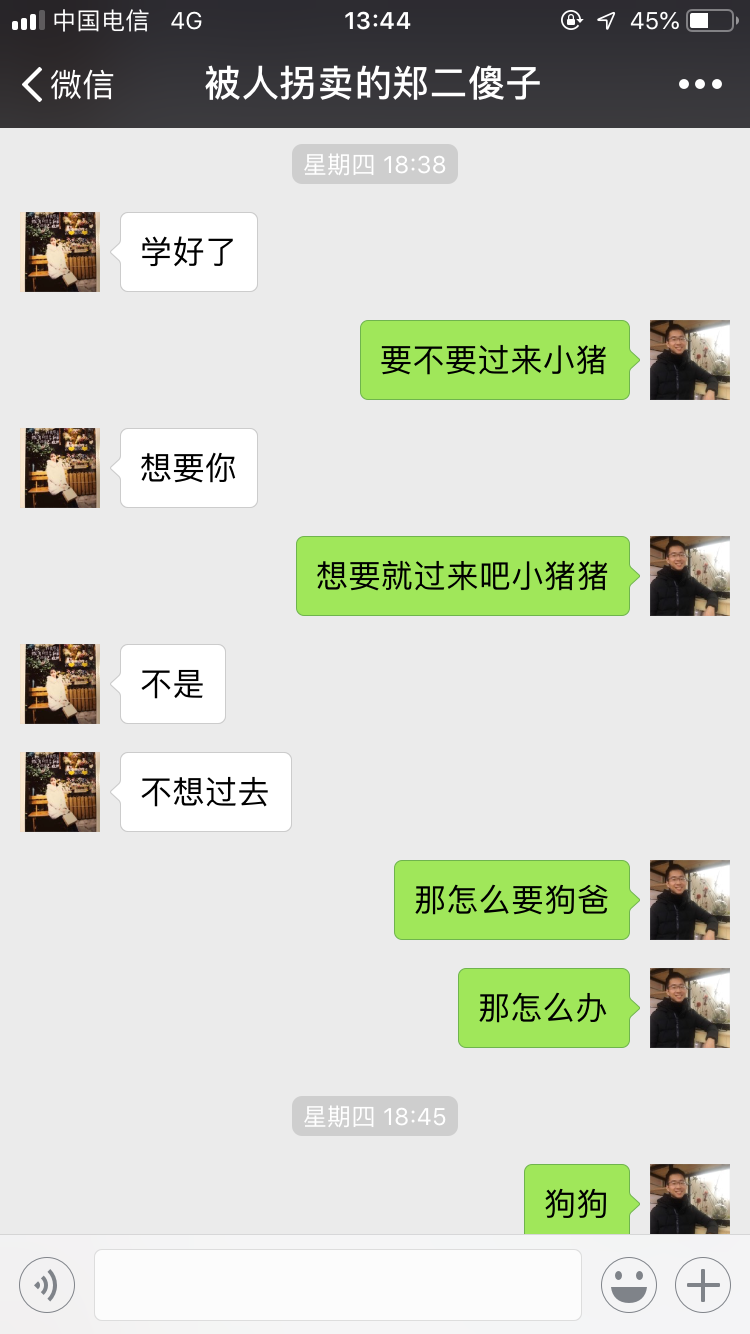 中国电信 4G 13:44 45%
微信 被人拐卖的郑二傻子
星期四 18:38
学好了
要不要过来小猪
想要你
想要就过来吧小猪猪
不是
不想过去
那怎么要狗爸
那怎么办
星期四 18:45
狗狗